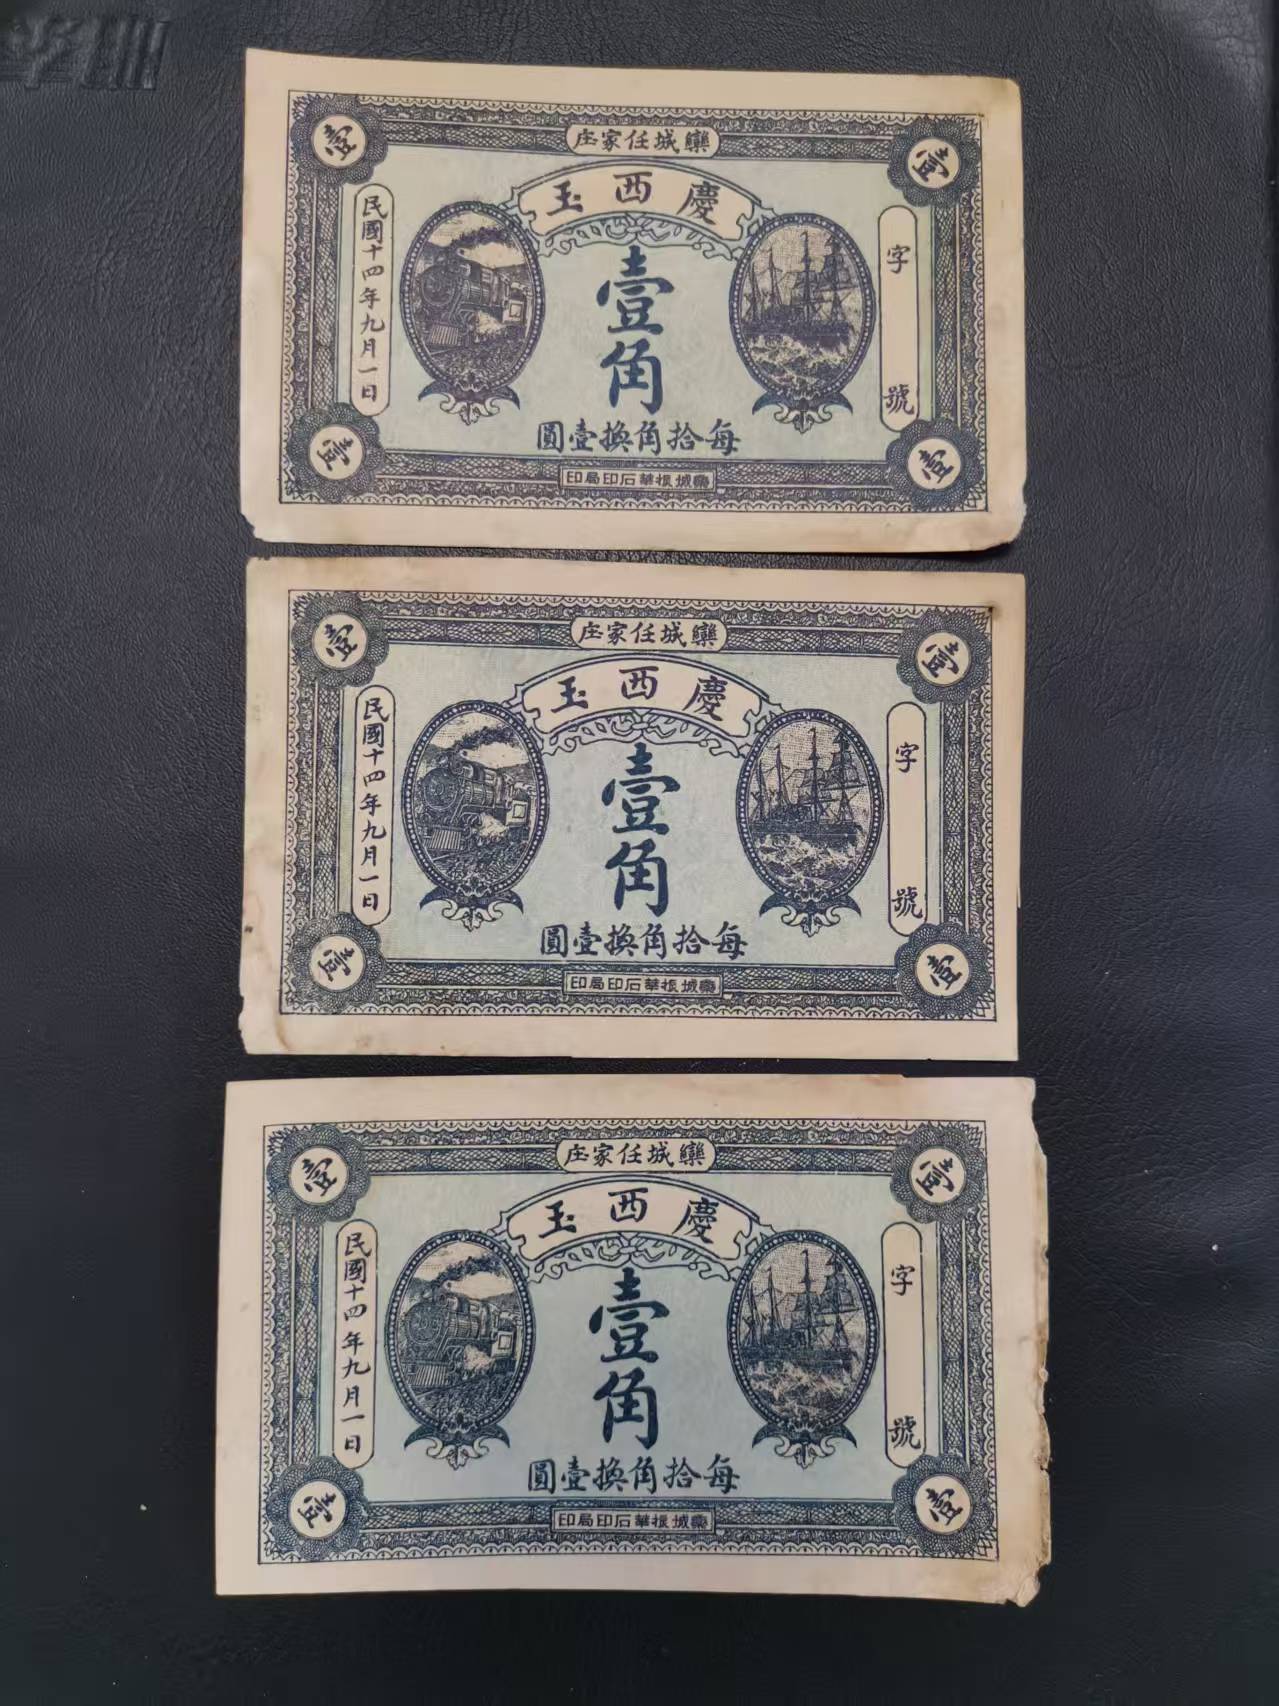 欒城任家庄
壹
壹
慶西玉
民國十四年九月一日
字
號
壹角
每拾角換壹圓
壹
壹
欒城振華石印局印
欒城任家庄
壹
壹
慶西玉
民國十四年九月一日
字
號
壹角
每拾角換壹圓
壹
壹
欒城振華石印局印
欒城任家庄
壹
壹
慶西玉
民國十四年九月一日
字
號
壹角
每拾角換壹圓
壹
壹
欒城振華石印局印